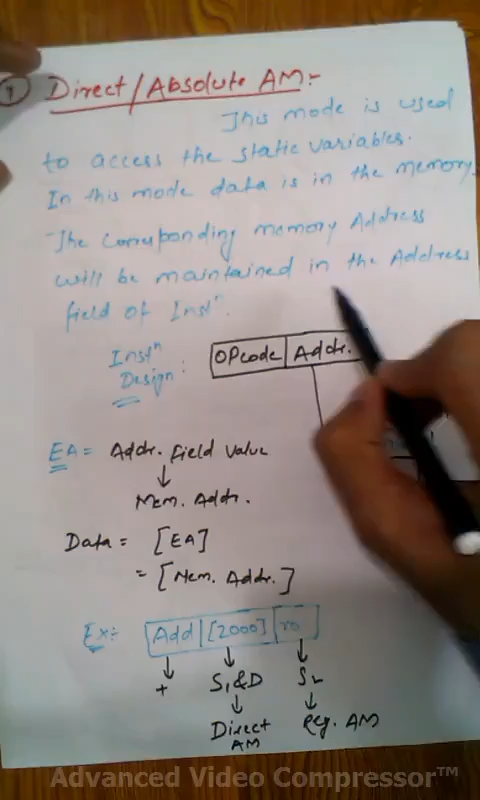 1 Direct/Absolute AM:-
This mode is used
to access the static variables.
In this mode data is in the memory.
The corresponding memory Address
will be maintained in the Address
field of Instn.
Instn
Design :
OPcode Addr.
EA = Addr. field value
↓
Mem. Addr.
Data = [EA]
= [Mem. Addr.]
Ex:- Add [2000] r0
↓ ↓ ↓
+ S1&D S2
↓ ↓
Direct Reg. AM
AM
Advanced Video Compressor™